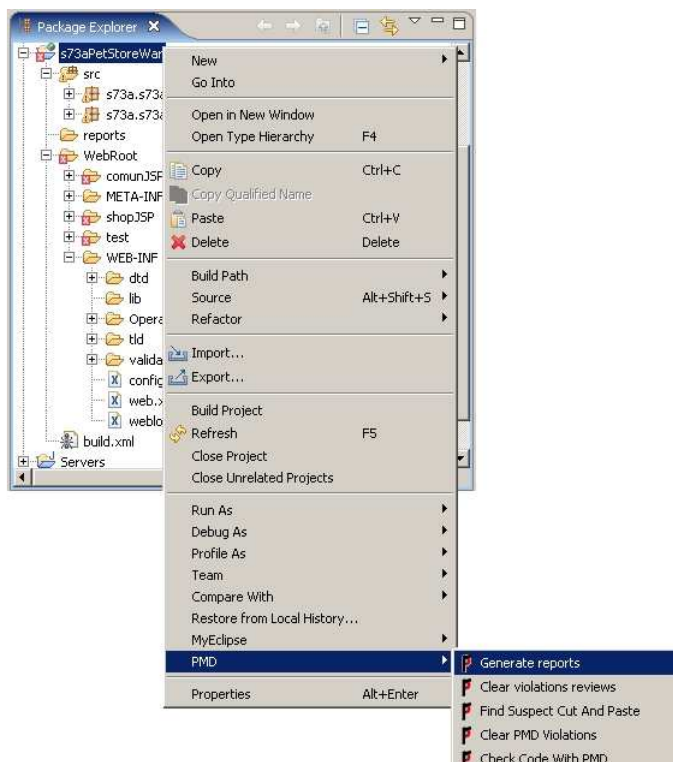 Package Explorer
s73aPetStoreWar
src
s73a.s73a
s73a.s73a
reports
WebRoot
comunJSP
META-INF
shopJSP
test
WEB-INF
dtd
lib
Opera
tld
valida
config
web.x
weblo
build.xml
Servers
New
Go Into
Open in New Window
Open Type Hierarchy F4
Copy Ctrl+C
Copy Qualified Name
Paste Ctrl+V
Delete Delete
Build Path
Source Alt+Shift+S
Refactor
Import...
Export...
Build Project
Refresh F5
Close Project
Close Unrelated Projects
Run As
Debug As
Profile As
Team
Compare With
Restore from Local History...
MyEclipse
PMD
Properties Alt+Enter
Generate reports
Clear violations reviews
Find Suspect Cut And Paste
Clear PMD Violations
Check Code With PMD